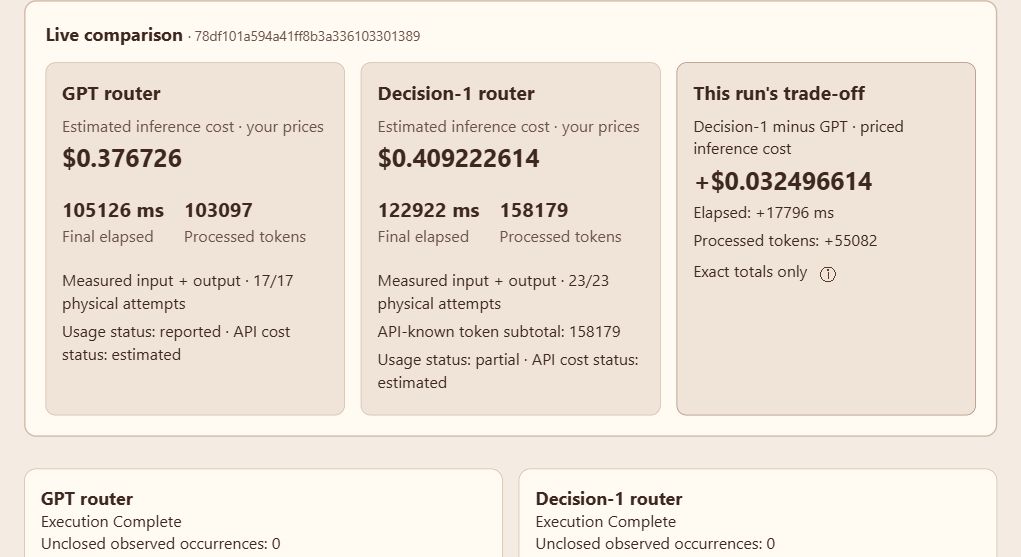 Live comparison · 78df101a594a41ff8b3a336103301389
GPT router
Estimated inference cost · your prices
$0.376726
105126 ms 103097
Final elapsed Processed tokens
Measured input + output · 17/17
physical attempts
Usage status: reported · API cost
status: estimated
Decision-1 router
Estimated inference cost · your prices
$0.409222614
122922 ms 158179
Final elapsed Processed tokens
Measured input + output · 23/23
physical attempts
API-known token subtotal: 158179
Usage status: partial · API cost status:
estimated
This run's trade-off
Decision-1 minus GPT · priced
inference cost
+$0.032496614
Elapsed: +17796 ms
Processed tokens: +55082
Exact totals only ⓘ
GPT router
Execution Complete
Unclosed observed occurrences: 0
Decision-1 router
Execution Complete
Unclosed observed occurrences: 0